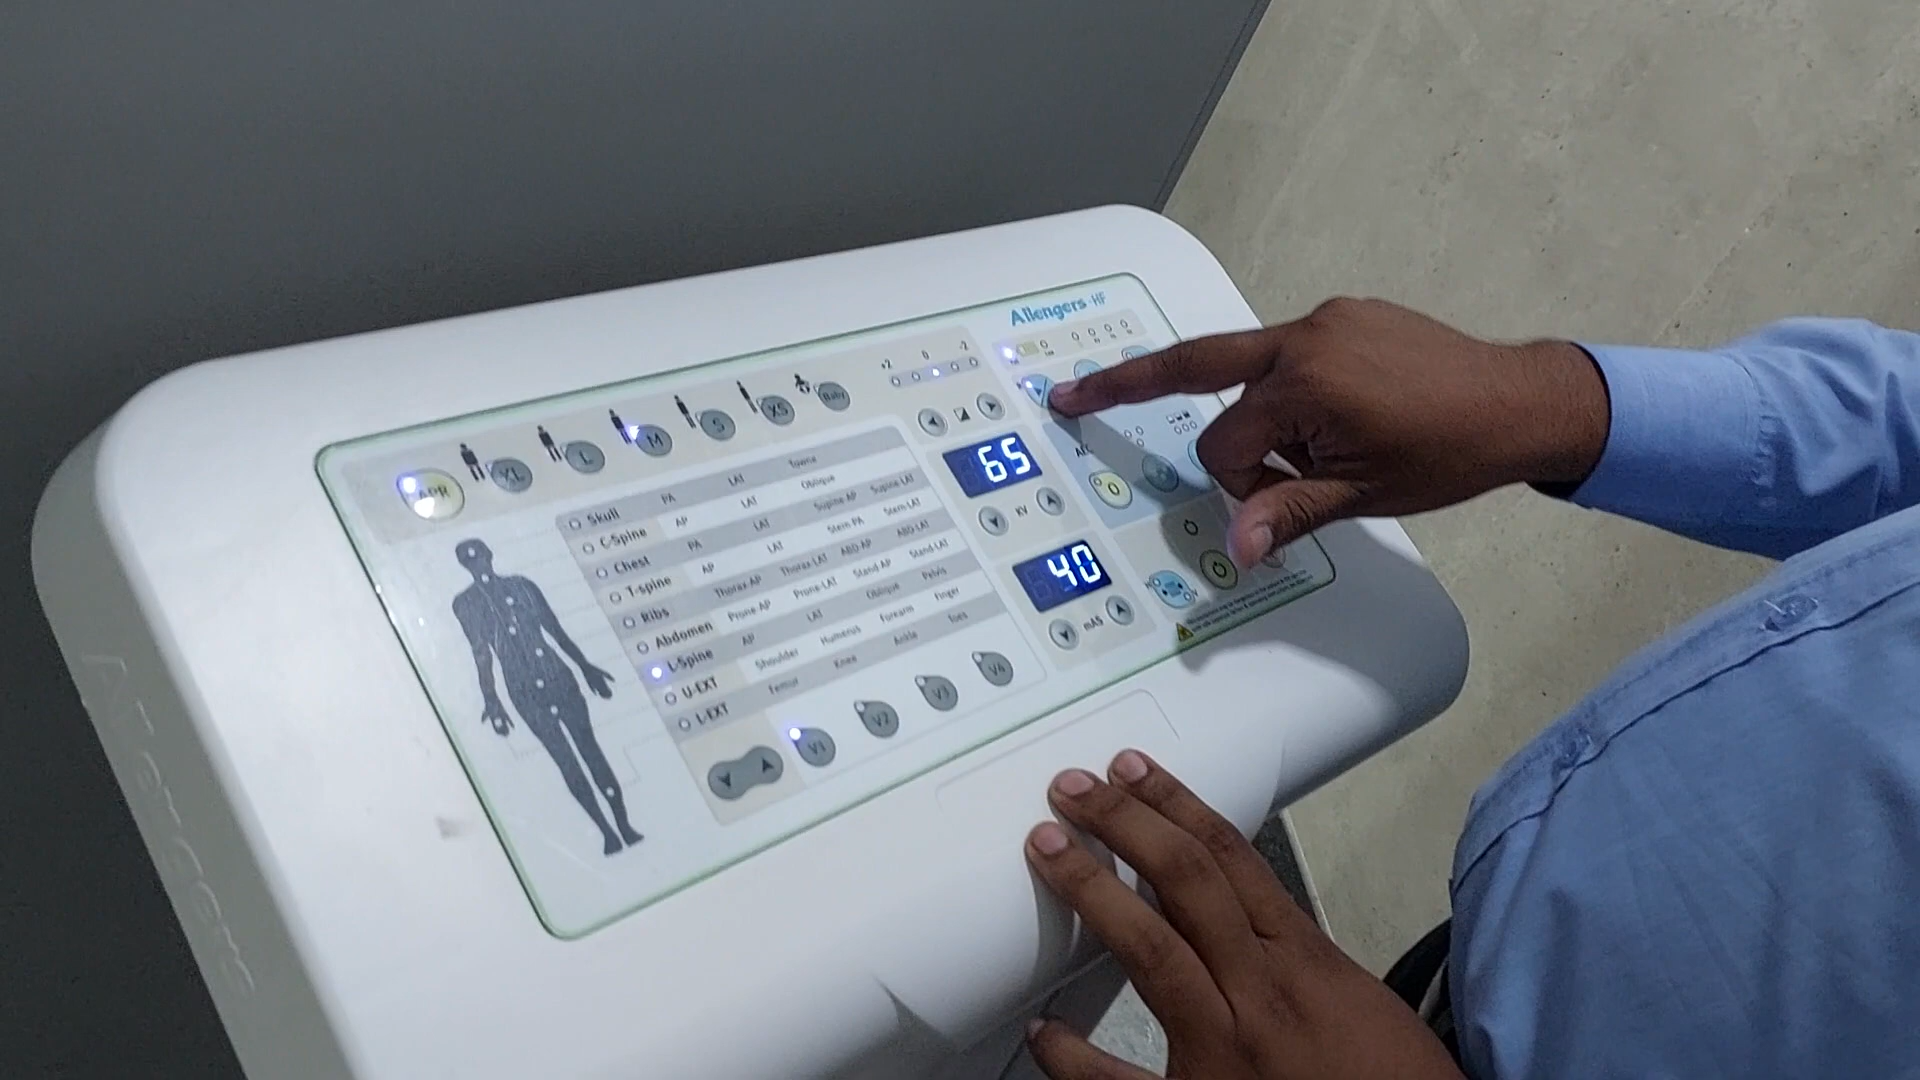 Allengers-HF
+2 0 -2
APR XL L M S XS Baby
Skull PA LAT Towne
C-Spine AP LAT Oblique
Chest PA LAT Supine-AP Supine-LAT
T-spine AP LAT Stern-PA Stern-LAT
Ribs Thorax-AP Thorax-LAT ABD-AP ABD-LAT
Abdomen Prone-AP Prone-LAT Stand-AP Stand-LAT
L-Spine AP LAT Oblique Pelvis
U-EXT Shoulder Humerus Forearm Finger
L-EXT Femur Knee Ankle Toes
V1 V2 V3 V4
65
KV
40
mAS